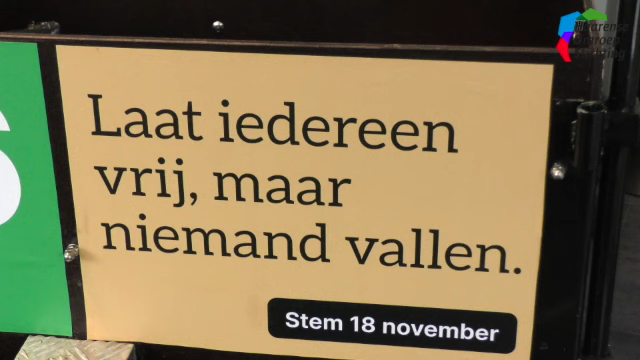 Laat iedereen
vrij, maar
niemand vallen.
Stem 18 november